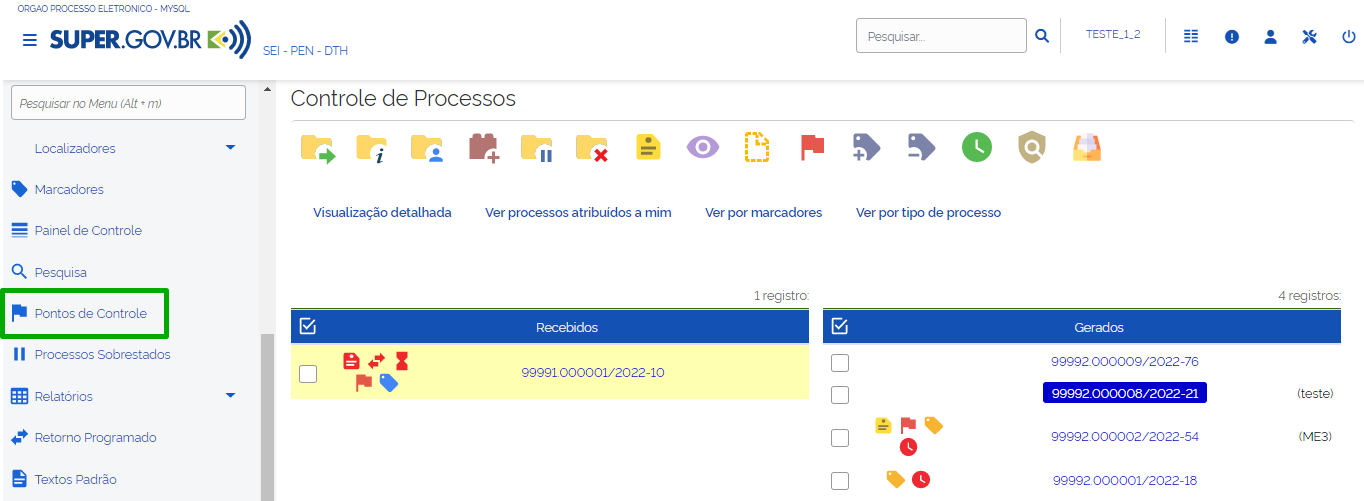 ORGAO PROCESSO ELETRONICO - MYSQL
SUPER.GOV.BR
SEI - PEN - DTH
Pesquisar...
TESTE_1_2
Pesquisar no Menu (Alt + m)
Localizadores
Marcadores
Painel de Controle
Pesquisa
Pontos de Controle
Processos Sobrestados
Relatórios
Retorno Programado
Textos Padrão
Controle de Processos
Visualização detalhada Ver processos atribuídos a mim Ver por marcadores Ver por tipo de processo
1 registro:
Recebidos
99991.000001/2022-10
4 registros:
Gerados
99992.000009/2022-76
99992.000008/2022-21 (teste)
99992.000002/2022-54 (ME3)
99992.000001/2022-18